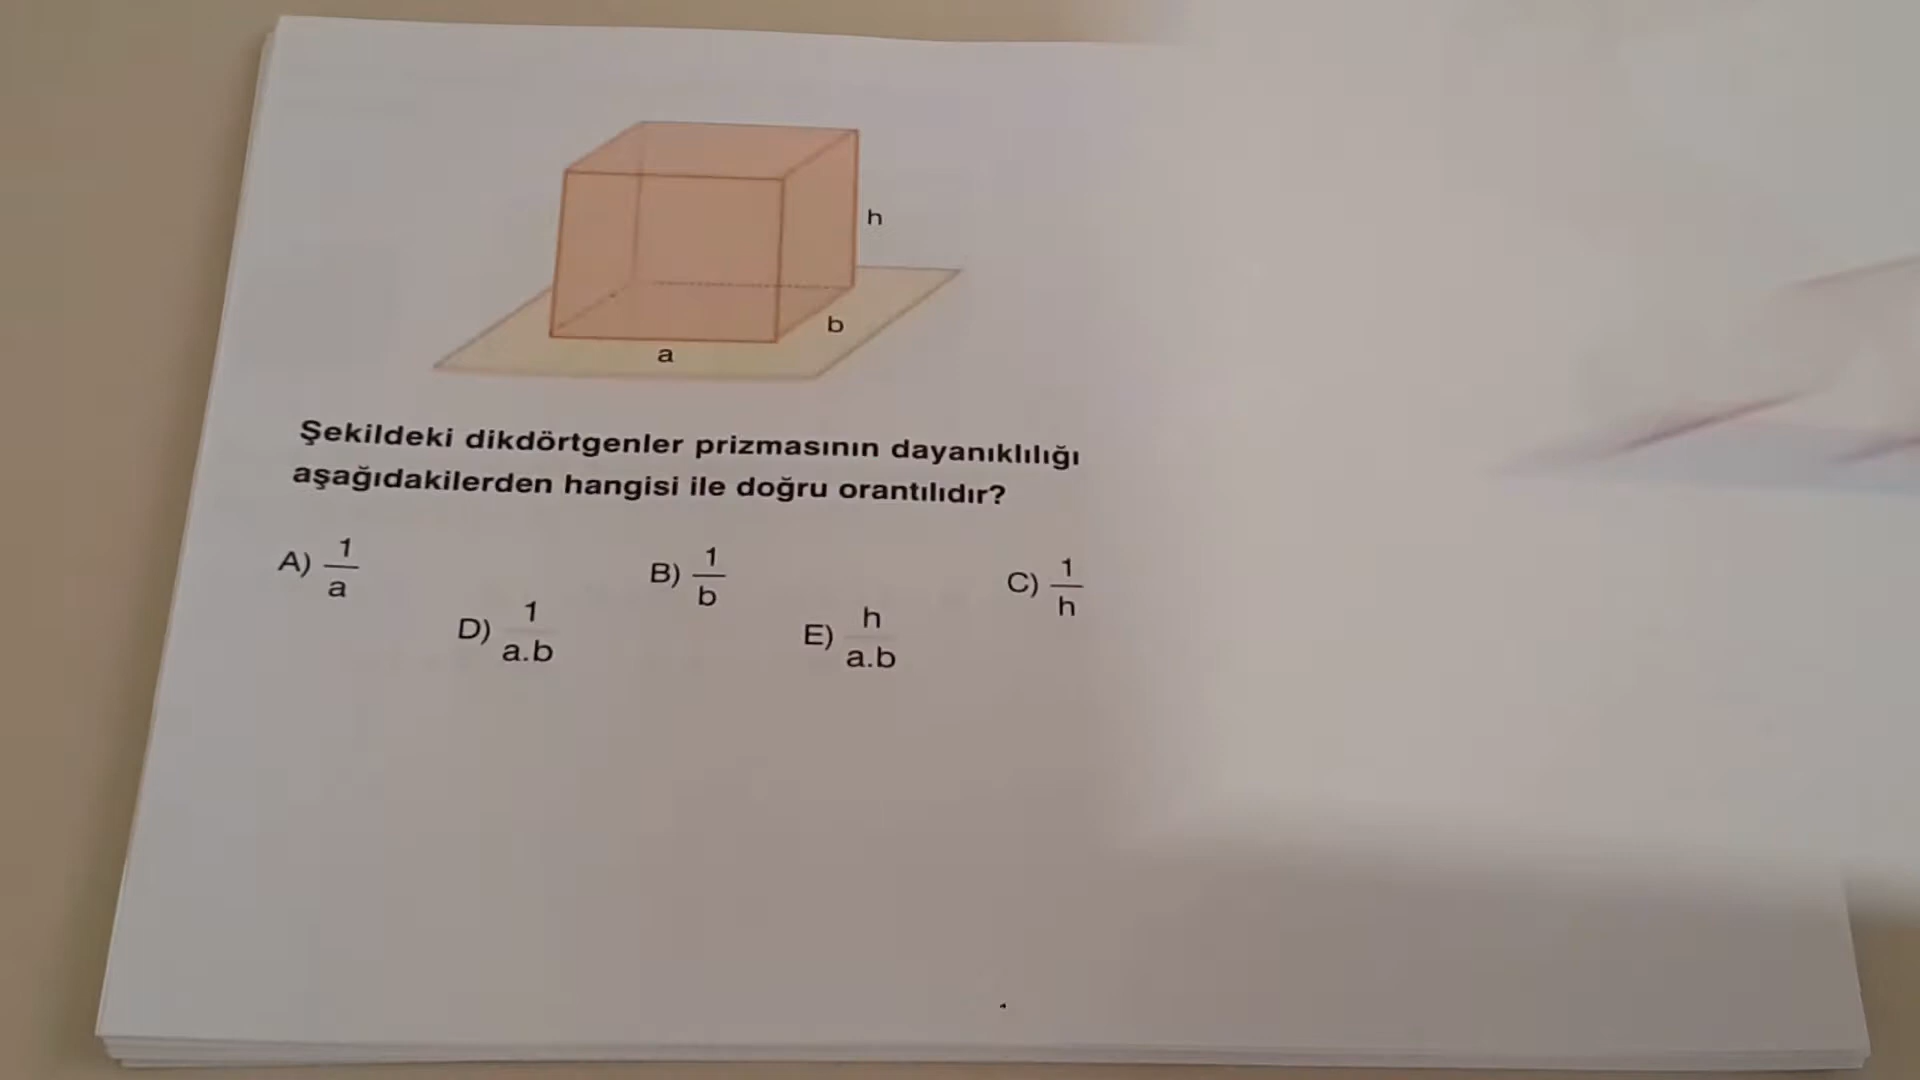 h
b
a
Şekildeki dikdörtgenler prizmasının dayanıklılığı
aşağıdakilerden hangisi ile doğru orantılıdır?
A) 1/a B) 1/b C) 1/h
D) 1/a.b E) h/a.b